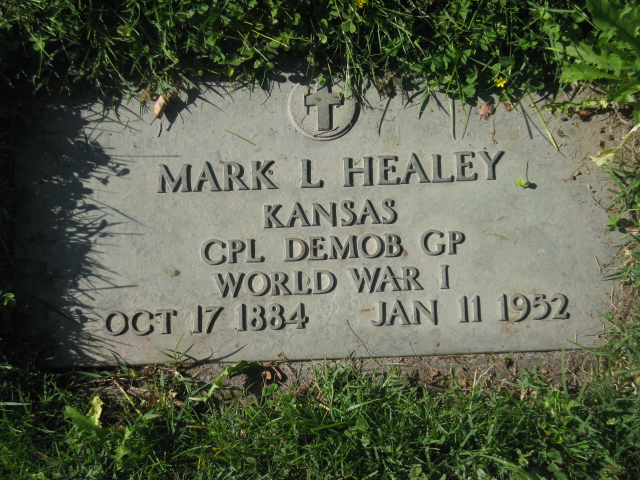 MARK L HEALEY
KANSAS
CPL DEMOB GP
WORLD WAR I
OCT 17 1884 JAN 11 1952